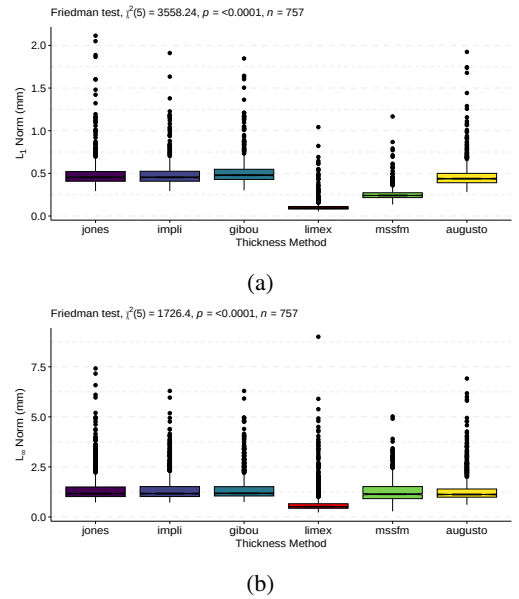 Friedman test, χ²(5) = 3558.24, p = <0.0001, n = 757
L₁ Norm (mm)
2.0
1.5
1.0
0.5
0.0
jones impli gibou limex mssfm augusto
Thickness Method
(a)
Friedman test, χ²(5) = 1726.4, p = <0.0001, n = 757
L∞ Norm (mm)
7.5
5.0
2.5
0.0
jones impli gibou limex mssfm augusto
Thickness Method
(b)